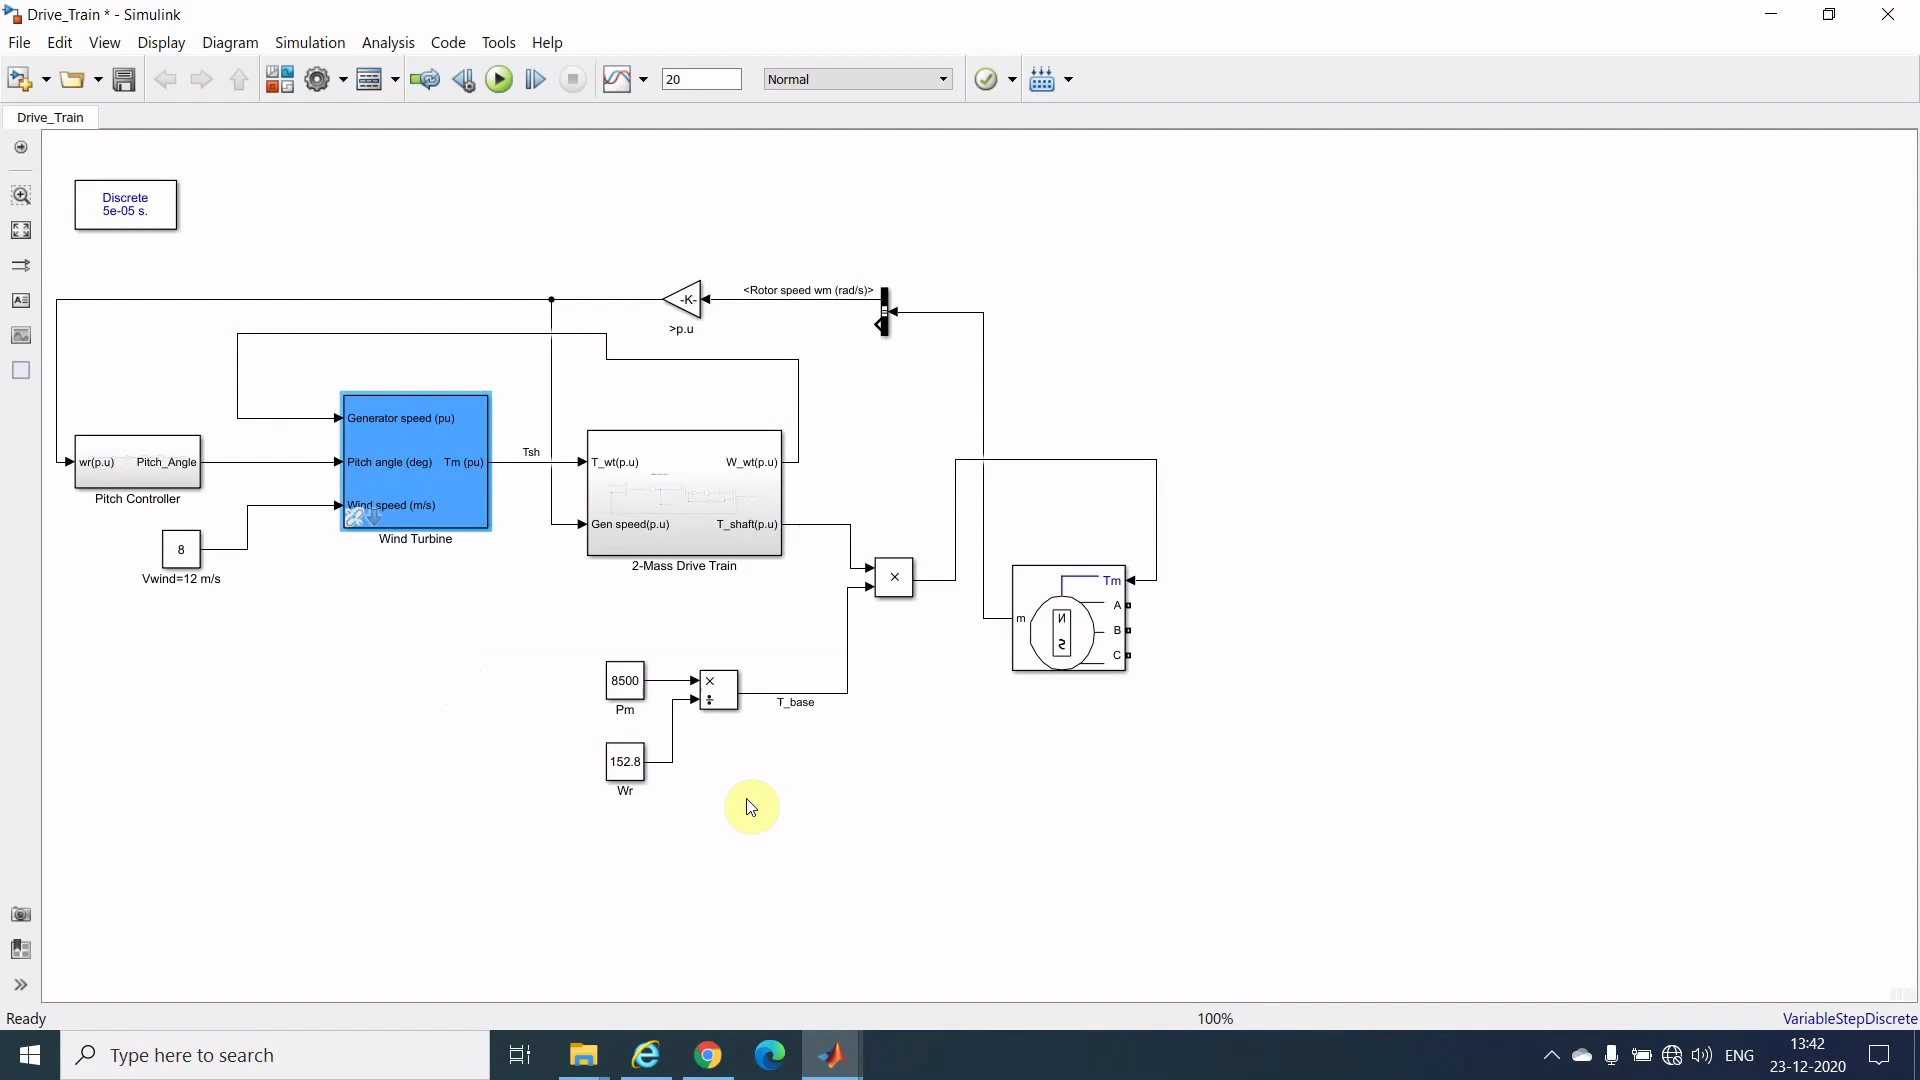 Drive_Train * - Simulink
File Edit View Display Diagram Simulation Analysis Code Tools Help
20 Normal
Drive_Train
Discrete
5e-05 s.
<Rotor speed wm (rad/s)>
-K-
>p.u
Generator speed (pu)
Pitch angle (deg) Tm (pu)
Wind speed (m/s)
Wind Turbine
wr(p.u) Pitch_Angle
Pitch Controller
8
Vwind=12 m/s
Tsh
T_wt(p.u) W_wt(p.u)
Gen speed(p.u) T_shaft(p.u)
2-Mass Drive Train
×
Tm
A
m
B
C
N
S
8500
Pm
×
÷
T_base
152.8
Wr
Ready 100% VariableStepDiscrete
Type here to search
ENG
13:42
23-12-2020